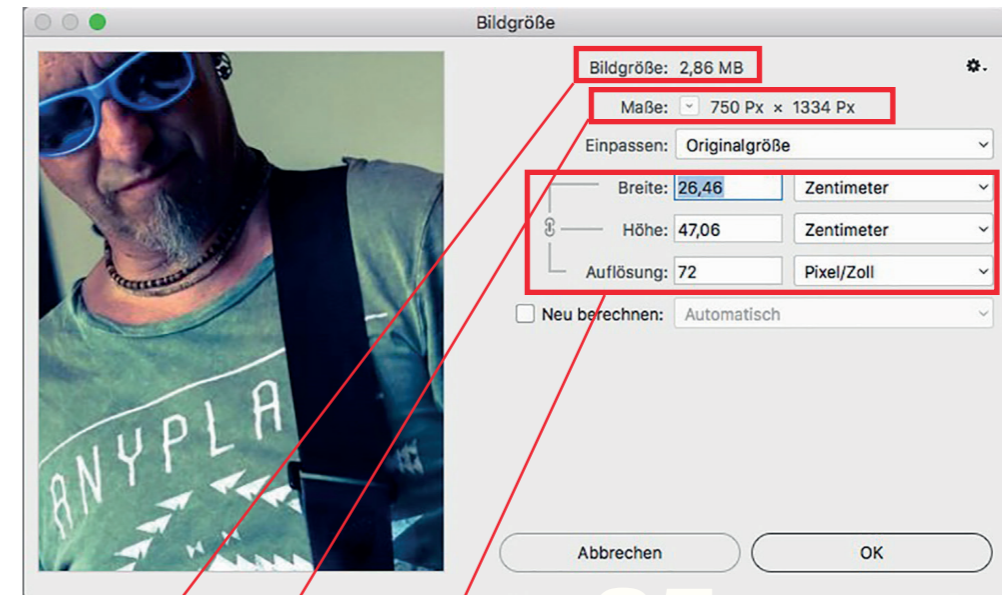 Bildgröße
Bildgröße: 2,86 MB
Maße: 750 Px × 1334 Px
Einpassen: Originalgröße
Breite: 26,46 Zentimeter
Höhe: 47,06 Zentimeter
Auflösung: 72 Pixel/Zoll
Neu berechnen: Automatisch
ANYPLA
Abbrechen OK